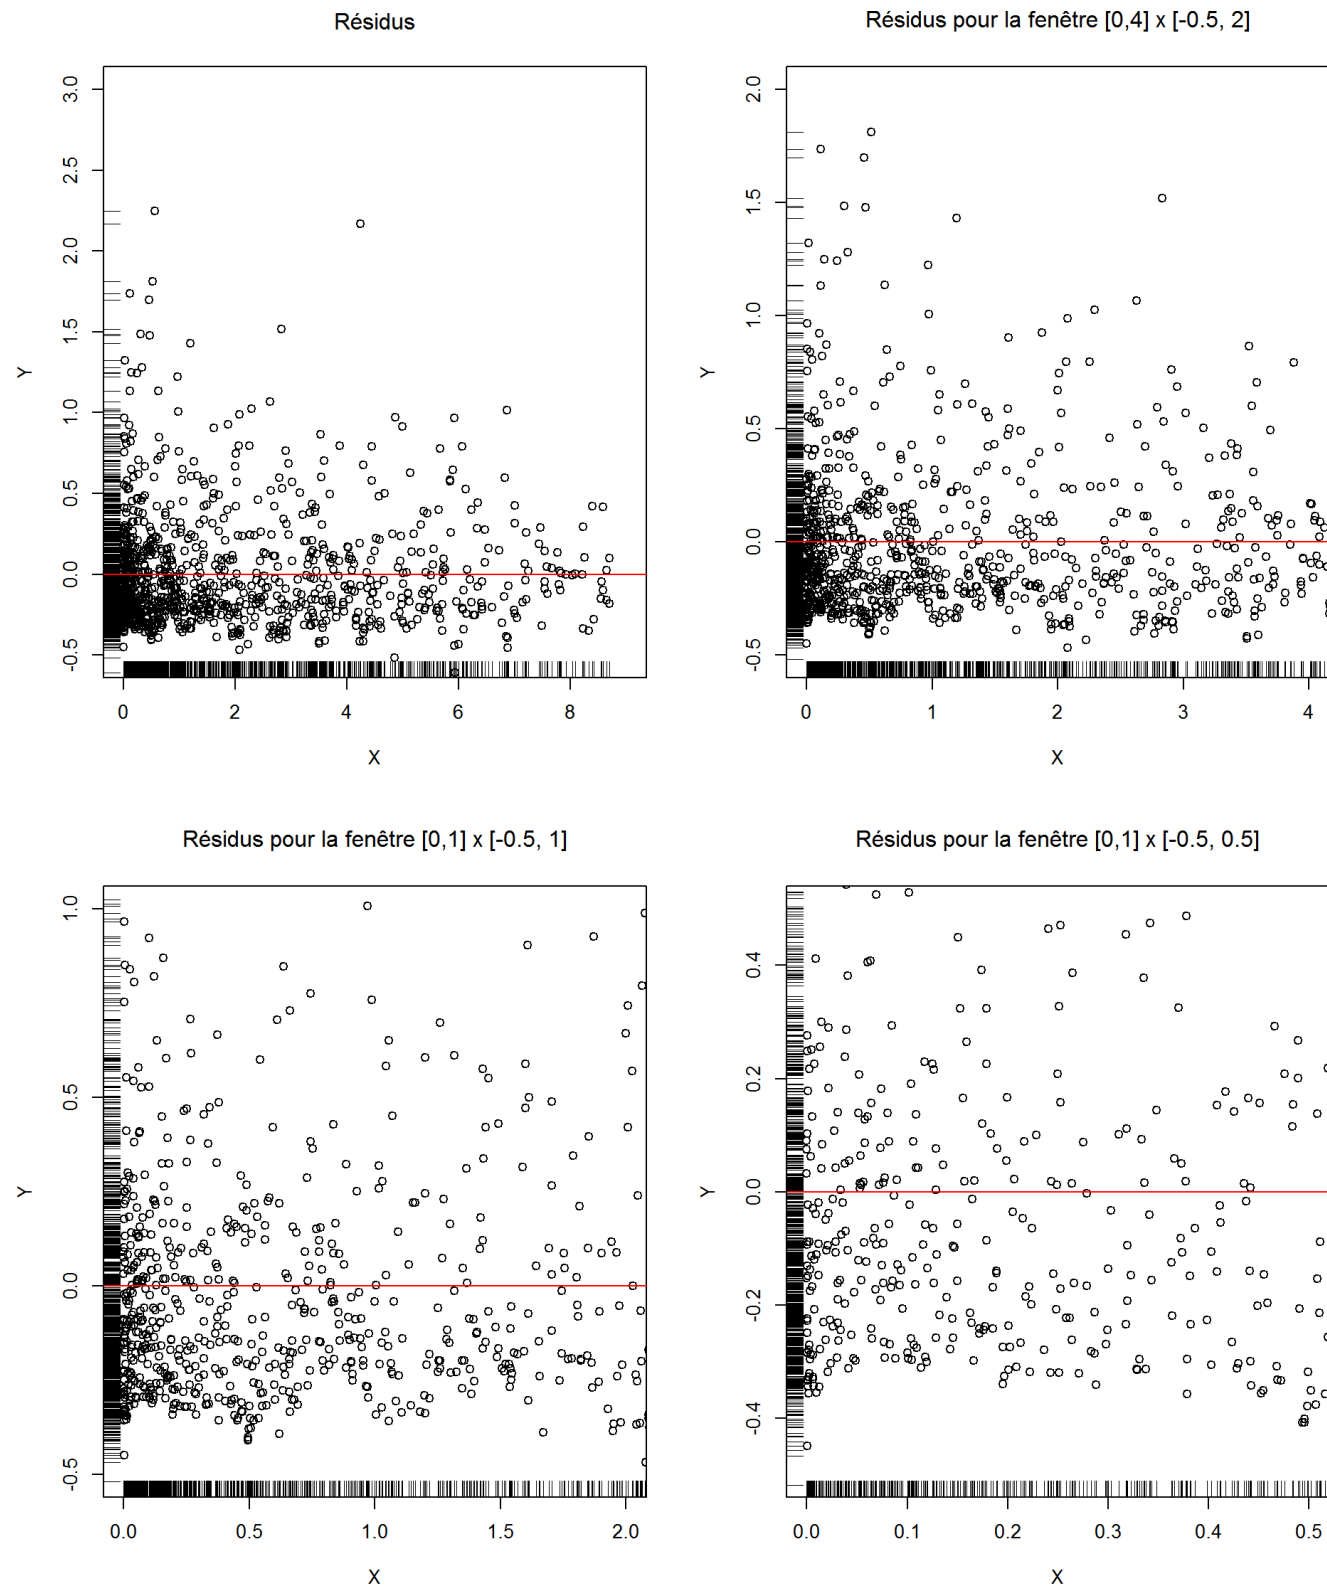 Résidus
Y
3.0
2.5
2.0
1.5
1.0
0.5
0.0
-0.5
0 2 4 6 8
X
Résidus pour la fenêtre [0,4] x [-0.5, 2]
Y
2.0
1.5
1.0
0.5
0.0
-0.5
0 1 2 3 4
X
Résidus pour la fenêtre [0,1] x [-0.5, 1]
Y
1.0
0.5
0.0
-0.5
0.0 0.5 1.0 1.5 2.0
X
Résidus pour la fenêtre [0,1] x [-0.5, 0.5]
Y
0.4
0.2
0.0
-0.2
-0.4
0.0 0.1 0.2 0.3 0.4 0.5
X